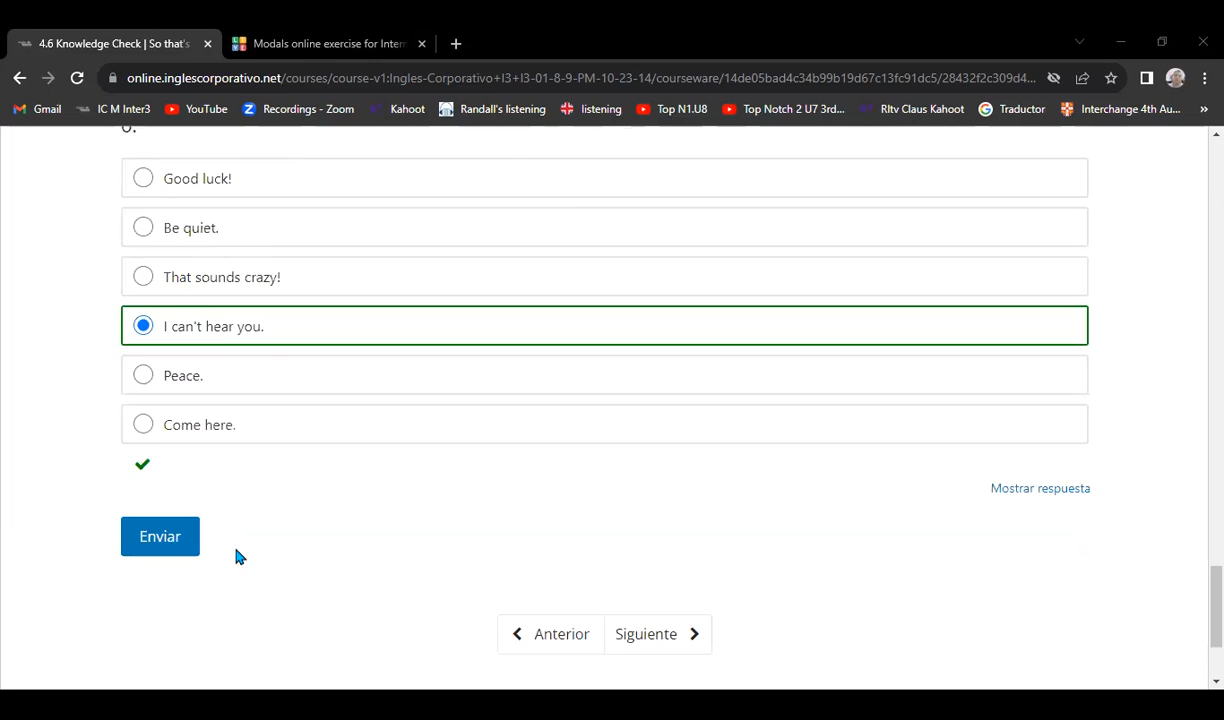 4.6 Knowledge Check | So that's
Modals online exercise for Inter
online.inglescorporativo.net/courses/course-v1:Ingles-Corporativo+I3+I3-01-8-9-PM-10-23-14/courseware/14de05bad4c34b99b19d67c13fc91dc5/28432f2c309d4...
Gmail
IC M Inter3
YouTube
Recordings - Zoom
Kahoot
Randall's listening
listening
Top N1.U8
Top Notch 2 U7 3rd...
Rltv Claus Kahoot
Traductor
Interchange 4th Au...
»
Good luck!
Be quiet.
That sounds crazy!
I can't hear you.
Peace.
Come here.
Mostrar respuesta
Enviar
Anterior
Siguiente